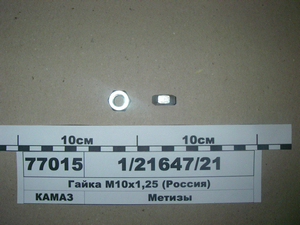 10см 10см
77015 1/21647/21
Гайка М10х1,25 (Россия)
КАМАЗ Метизы